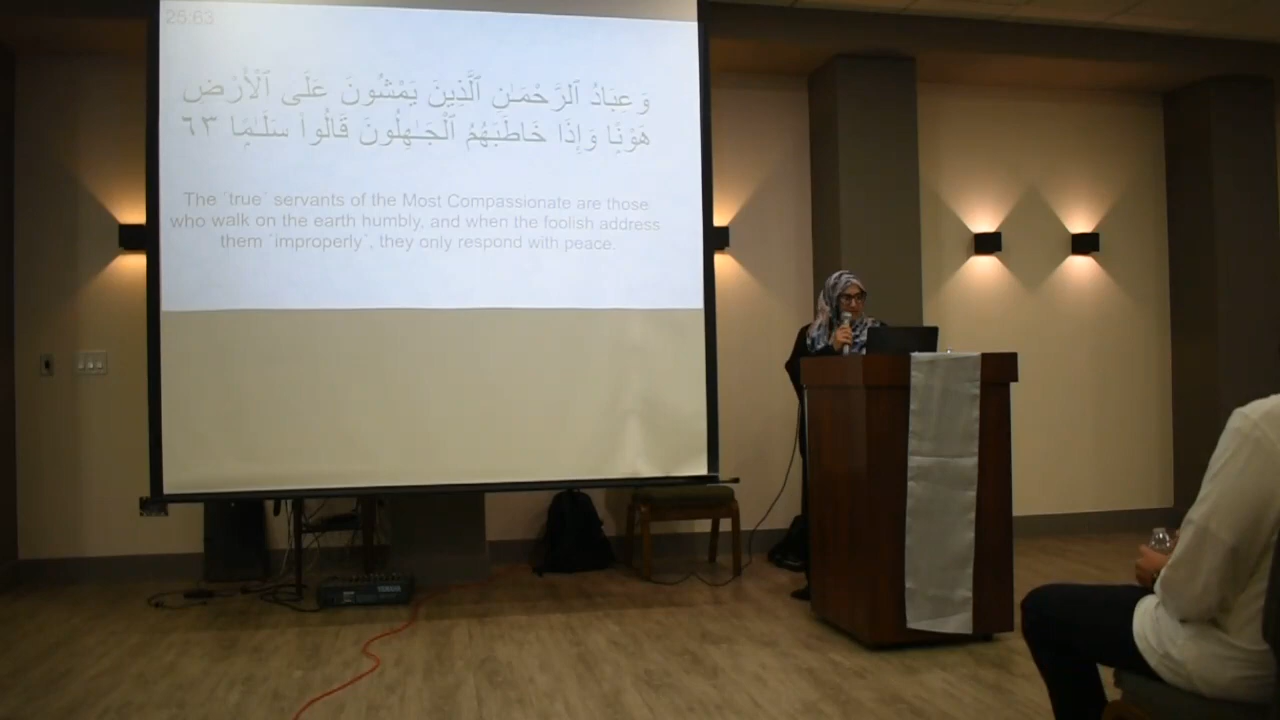 25:63
وَعِبَادُ ٱلرَّحْمَـٰنِ ٱلَّذِينَ يَمْشُونَ عَلَى ٱلْأَرْضِ
هَوْنًا وَإِذَا خَاطَبَهُمُ ٱلْجَـٰهِلُونَ قَالُوا۟ سَلَـٰمًا ٦٣
The ˹true˺ servants of the Most Compassionate are those
who walk on the earth humbly, and when the foolish address
them ˹improperly˺, they only respond with peace.
YAMAHA